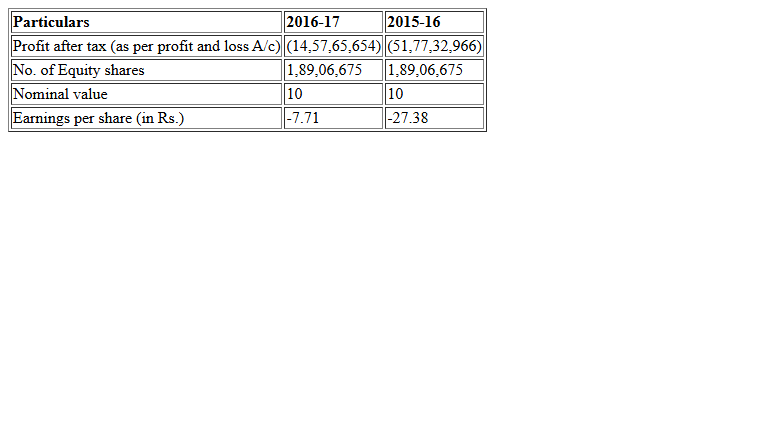 Particulars 2016-17 2015-16
Profit after tax (as per profit and loss A/c) (14,57,65,654) (51,77,32,966)
No. of Equity shares 1,89,06,675 1,89,06,675
Nominal value 10 10
Earnings per share (in Rs.) -7.71 -27.38